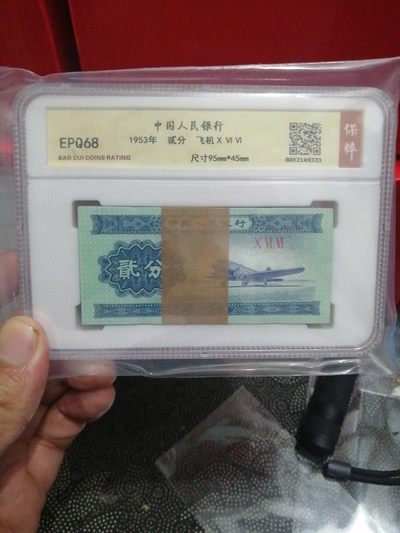 中国人民银行
EPQ68
1953年 贰分 飞机 X VI VI
BAO CUI COINS RATING
尺寸95mm*45mm
B0E21A9333
保粹
X VI VI
貳分